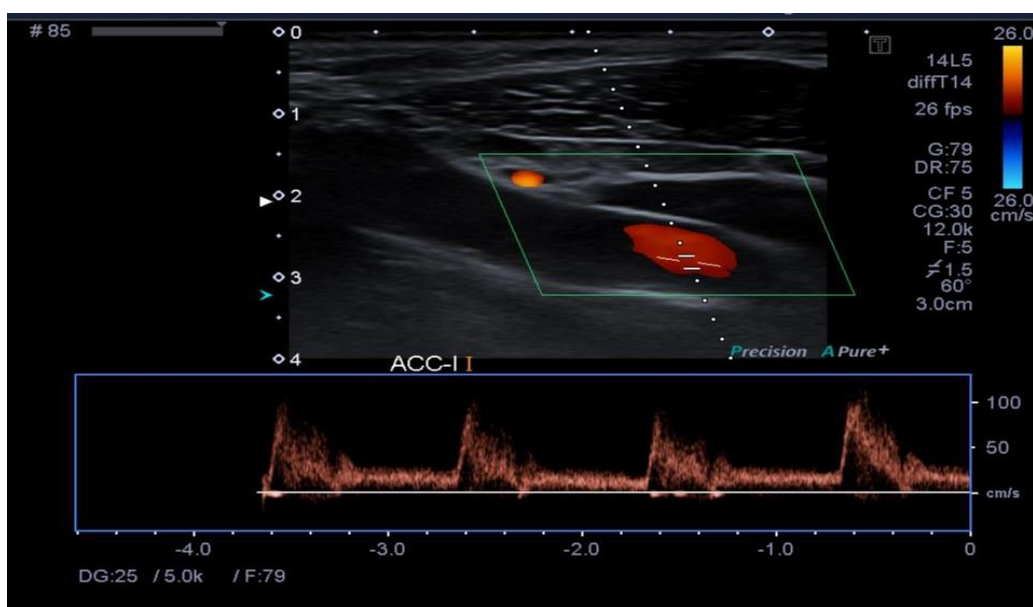 # 85
0
1
2
3
4
T
26.0
14L5
diffT14
26 fps
G:79
DR:75
CF 5
CG:30
12.0k
F:5
1.5
60°
3.0cm
26.0
cm/s
Precision A Pure+
ACC-I I
100
50
cm/s
-4.0 -3.0 -2.0 -1.0 0
DG:25 / 5.0k / F:79